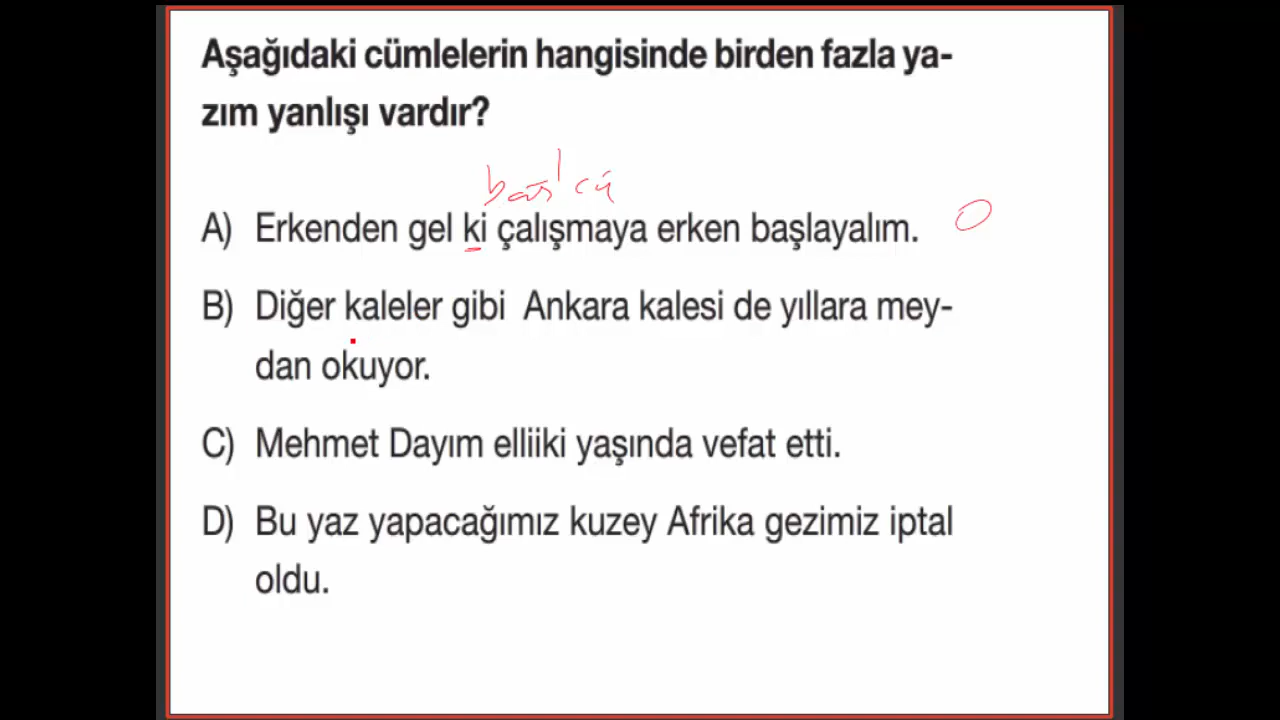 Aşağıdaki cümlelerin hangisinde birden fazla ya-
zım yanlışı vardır?
A) Erkenden gel ki çalışmaya erken başlayalım.
B) Diğer kaleler gibi Ankara kalesi de yıllara mey-
dan okuyor.
C) Mehmet Dayım elliiki yaşında vefat etti.
D) Bu yaz yapacağımız kuzey Afrika gezimiz iptal
oldu.